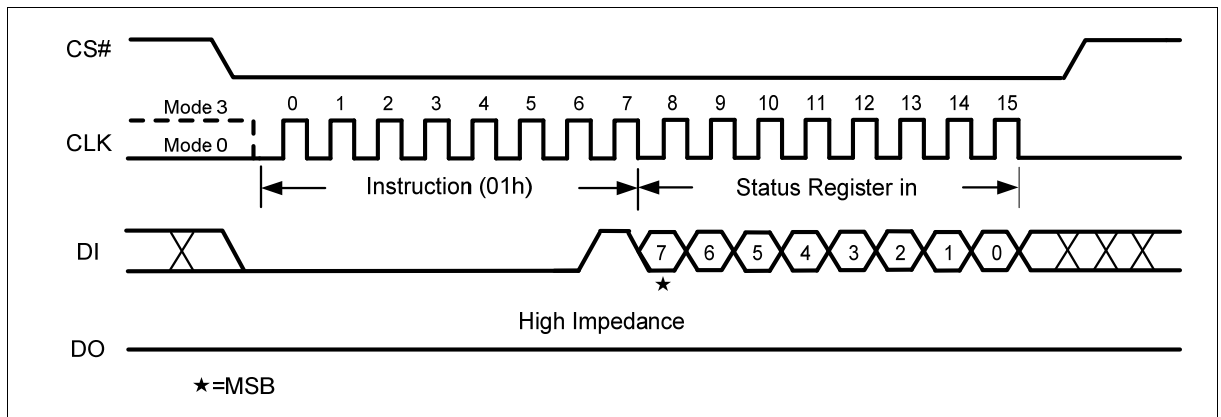 CS#
Mode 3
0 1 2 3 4 5 6 7 8 9 10 11 12 13 14 15
CLK
Mode 0
Instruction (01h)
Status Register in
DI
7 6 5 4 3 2 1 0
★
High Impedance
DO
★=MSB